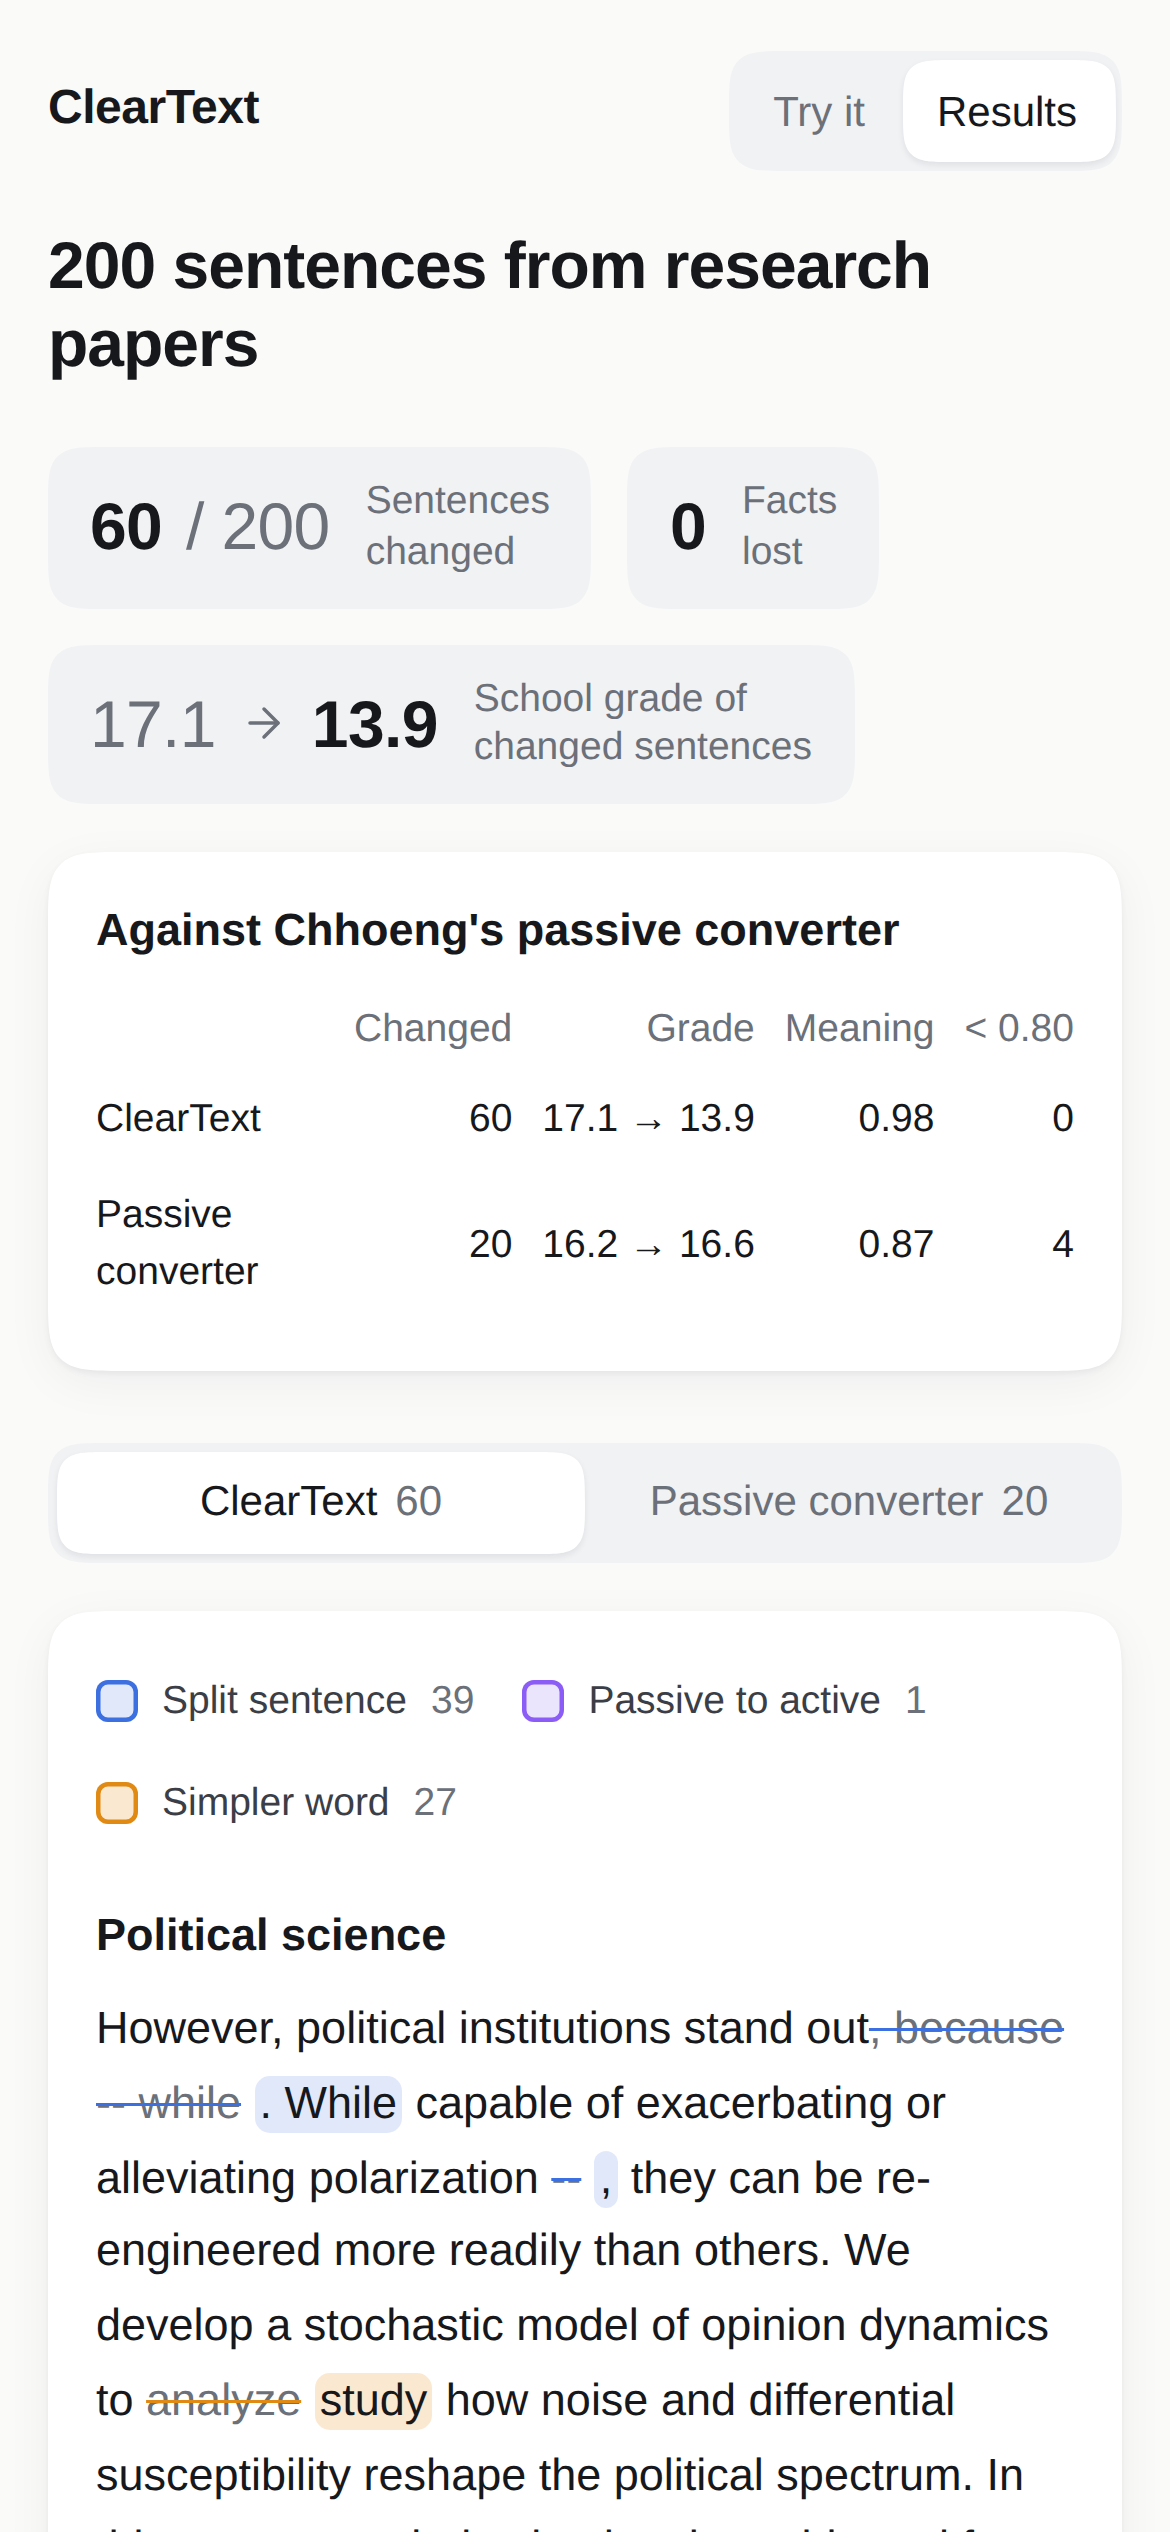 ClearText
Try it Results
200 sentences from research
papers
60 / 200 Sentences
changed
0 Facts
lost
17.1 → 13.9 School grade of
changed sentences
Against Chhoeng's passive converter
Changed Grade Meaning < 0.80
ClearText 60 17.1 → 13.9 0.98 0
Passive
converter 20 16.2 → 16.6 0.87 4
ClearText 60 Passive converter 20
Split sentence 39 Passive to active 1
Simpler word 27
Political science
However, political institutions stand out, because
-- while . While capable of exacerbating or
alleviating polarization -- , they can be re-
engineered more readily than others. We
develop a stochastic model of opinion dynamics
to analyze study how noise and differential
susceptibility reshape the political spectrum. In